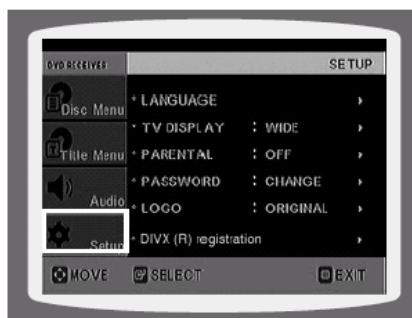 DVD RECEIVER SETUP
Disc Menu
Title Menu
Audio
Setup
• LANGUAGE
• TV DISPLAY : WIDE
• PARENTAL : OFF
• PASSWORD : CHANGE
• LOGO : ORIGINAL
• DIVX (R) registration
MOVE SELECT EXIT